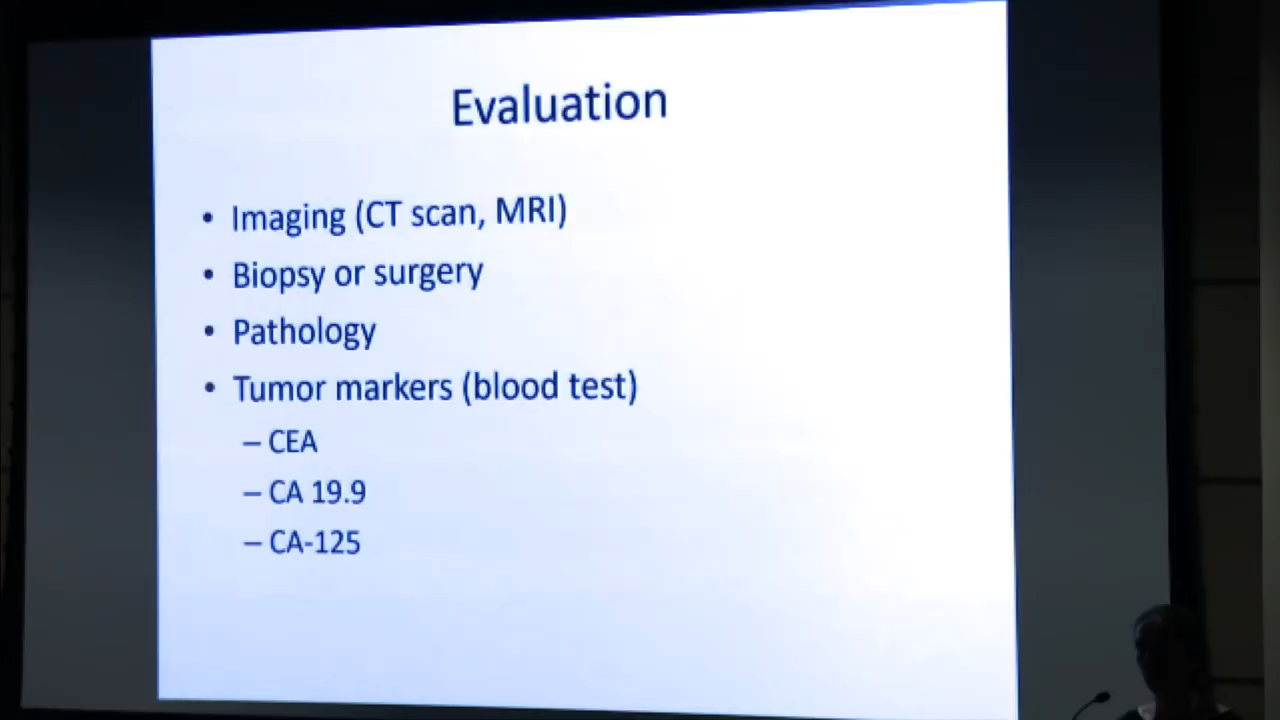 Evaluation
• Imaging (CT scan, MRI)
• Biopsy or surgery
• Pathology
• Tumor markers (blood test)
– CEA
– CA 19.9
– CA-125